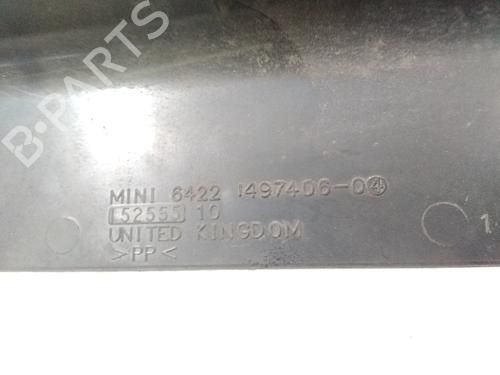 B-PARTS
MINI 6422 1497406-0④
52555 10
UNITED KINGDOM
>PP<
1